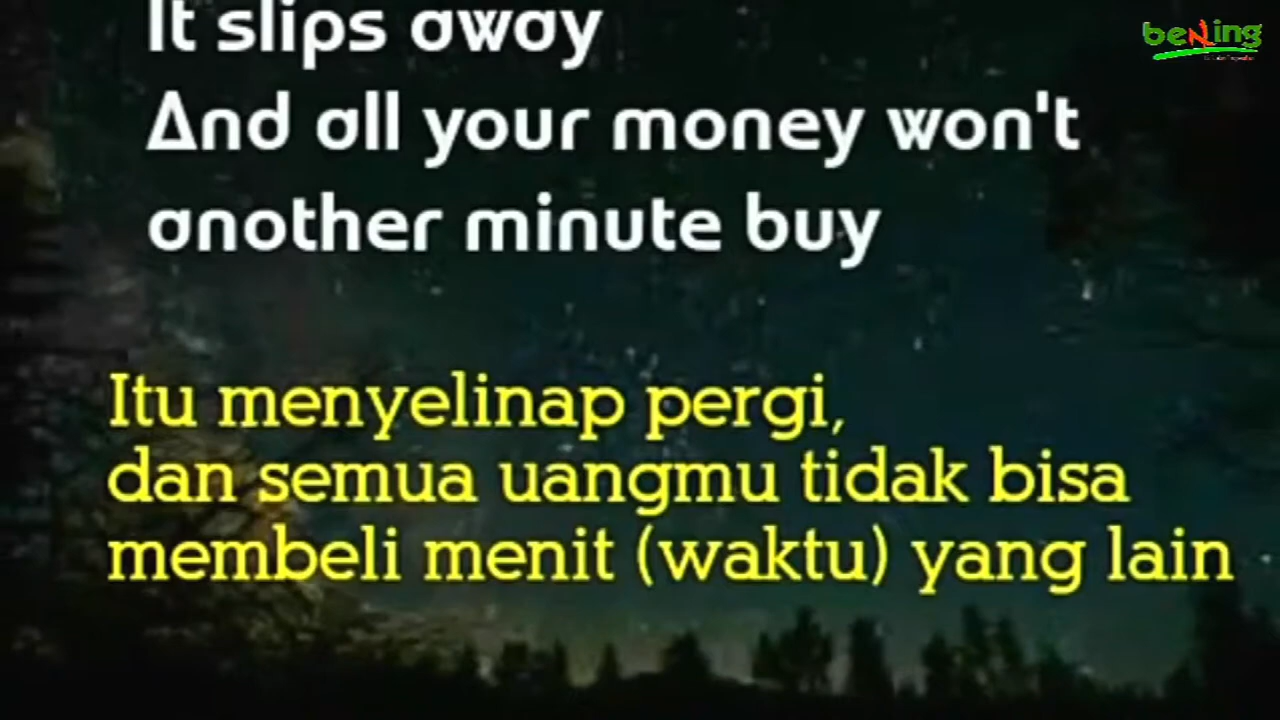 beNing
It slips away
And all your money won't
another minute buy
Itu menyelinap pergi,
dan semua uangmu tidak bisa
membeli menit (waktu) yang lain